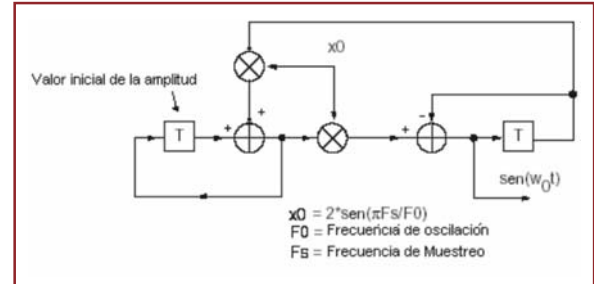 x0
Valor inicial de la amplitud
+
T
+
+
-
T
sen(w₀t)
x0 = 2*sen(πFs/F0)
F0 = Frecuencia de oscilación
Fs = Frecuencia de Muestreo